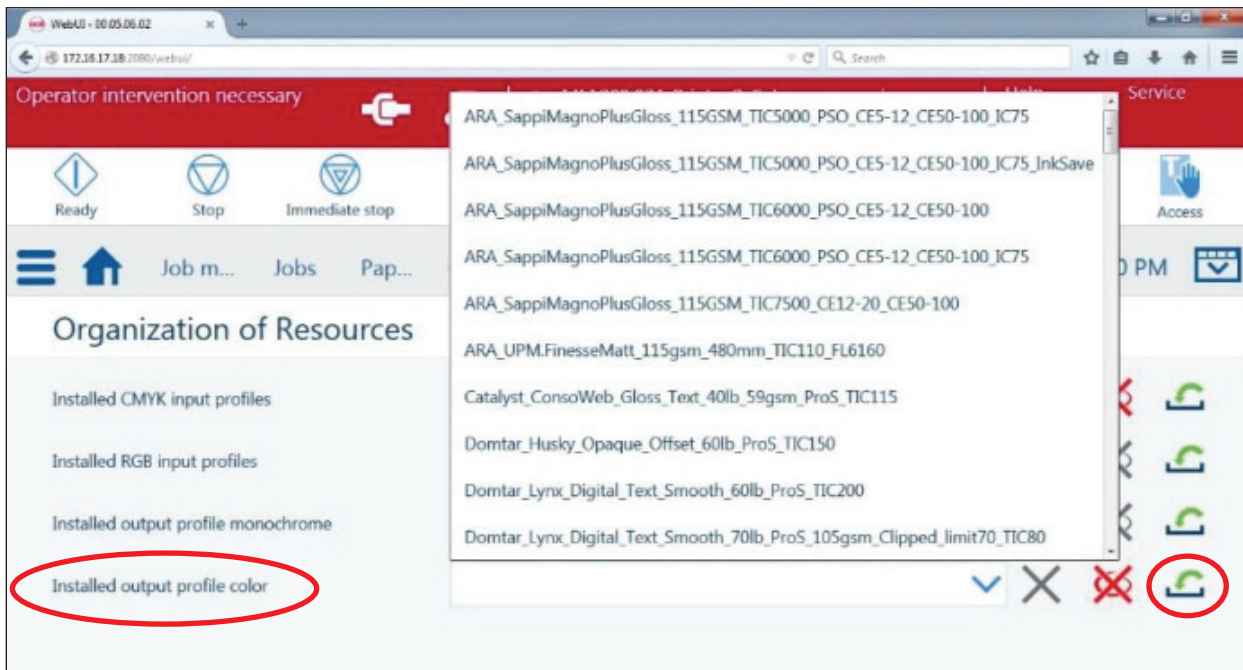 WebUI - 00.05.06.02
172.16.17.18:2080/webui/
Search
Operator intervention necessary
Help
Service
Ready
Stop
Immediate stop
Access
Job m...
Jobs
Pap...
0 PM
Organization of Resources
ARA_SappiMagnoPlusGloss_115GSM_TIC5000_PSO_CE5-12_CE50-100_IC75
ARA_SappiMagnoPlusGloss_115GSM_TIC5000_PSO_CE5-12_CE50-100_IC75_InkSave
ARA_SappiMagnoPlusGloss_115GSM_TIC6000_PSO_CE5-12_CE50-100
ARA_SappiMagnoPlusGloss_115GSM_TIC6000_PSO_CE5-12_CE50-100_IC75
ARA_SappiMagnoPlusGloss_115GSM_TIC7500_CE12-20_CE50-100
ARA_UPM.FinesseMatt_115gsm_480mm_TIC110_FL6160
Catalyst_ConsoWeb_Gloss_Text_40lb_59gsm_ProS_TIC115
Domtar_Husky_Opaque_Offset_60lb_ProS_TIC150
Domtar_Lynx_Digital_Text_Smooth_60lb_ProS_TIC200
Domtar_Lynx_Digital_Text_Smooth_70lb_ProS_105gsm_Clipped_limit70_TIC80
Installed CMYK input profiles
Installed RGB input profiles
Installed output profile monochrome
Installed output profile color